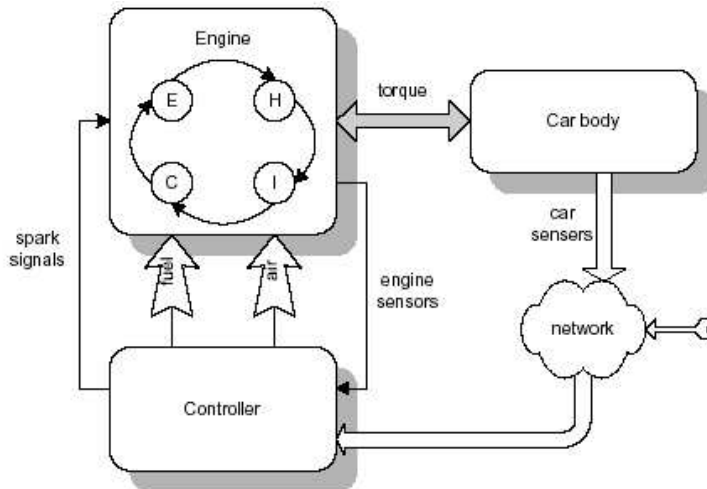 Engine
E
H
C
I
torque
Car body
spark
signals
fuel
air
engine
sensors
car
sensers
network
Controller